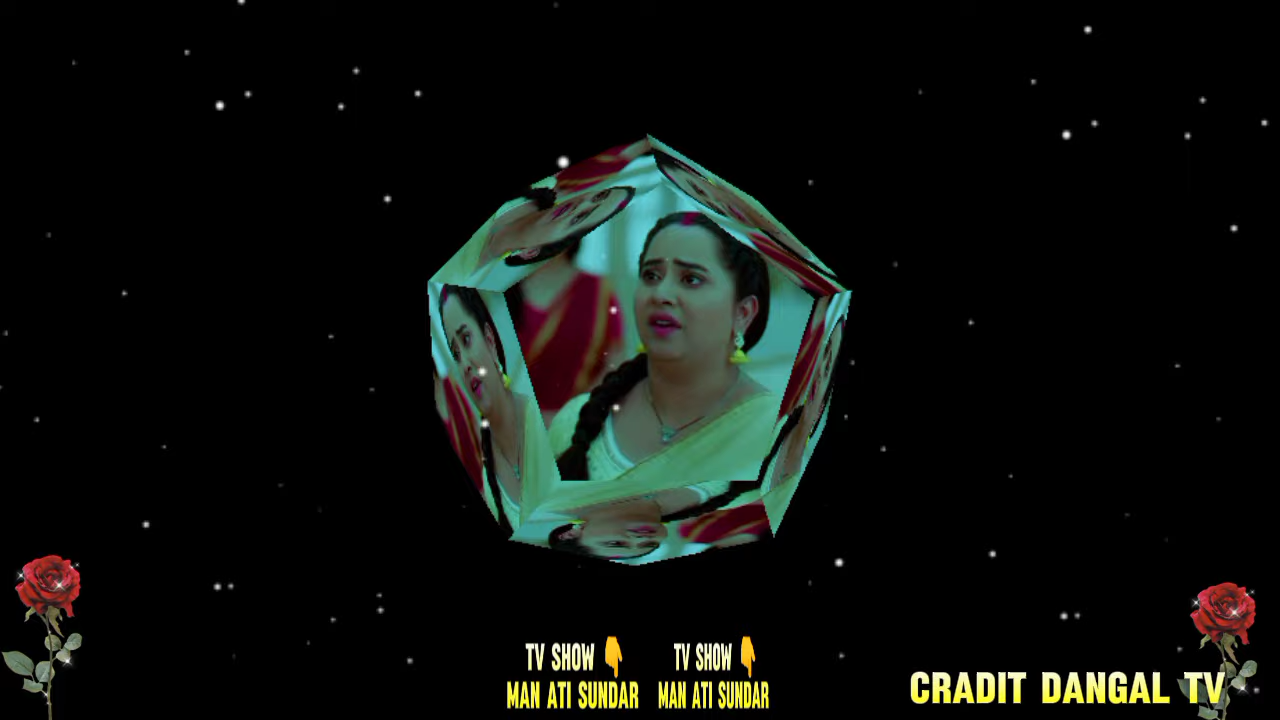 TV SHOW 👇 TV SHOW 👇
MAN ATI SUNDAR MAN ATI SUNDAR
CRADIT DANGAL TV